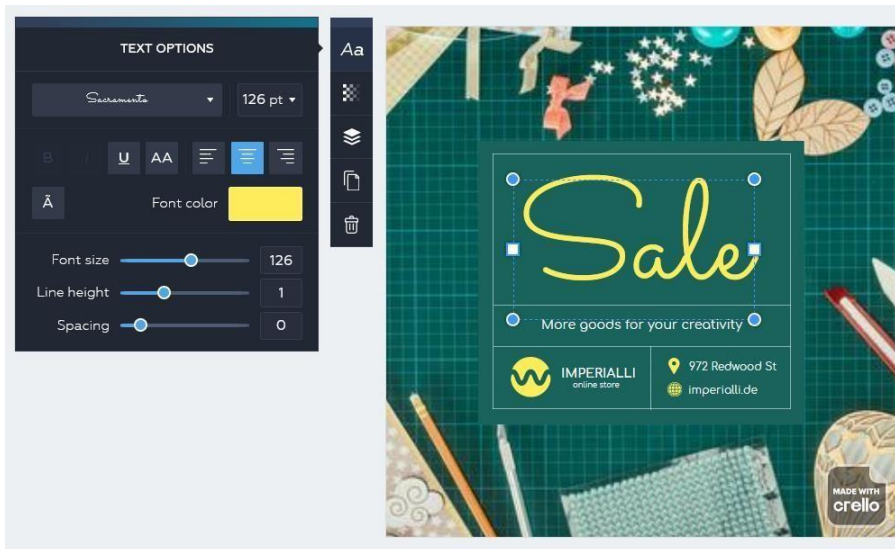 TEXT OPTIONS
Sacramento
126 pt
B I U AA
Ã Font color
Font size 126
Line height 1
Spacing 0
Aa
Sale
More goods for your creativity
IMPERIALLI
online store
972 Redwood St
imperialli.de
MADE WITH
crello